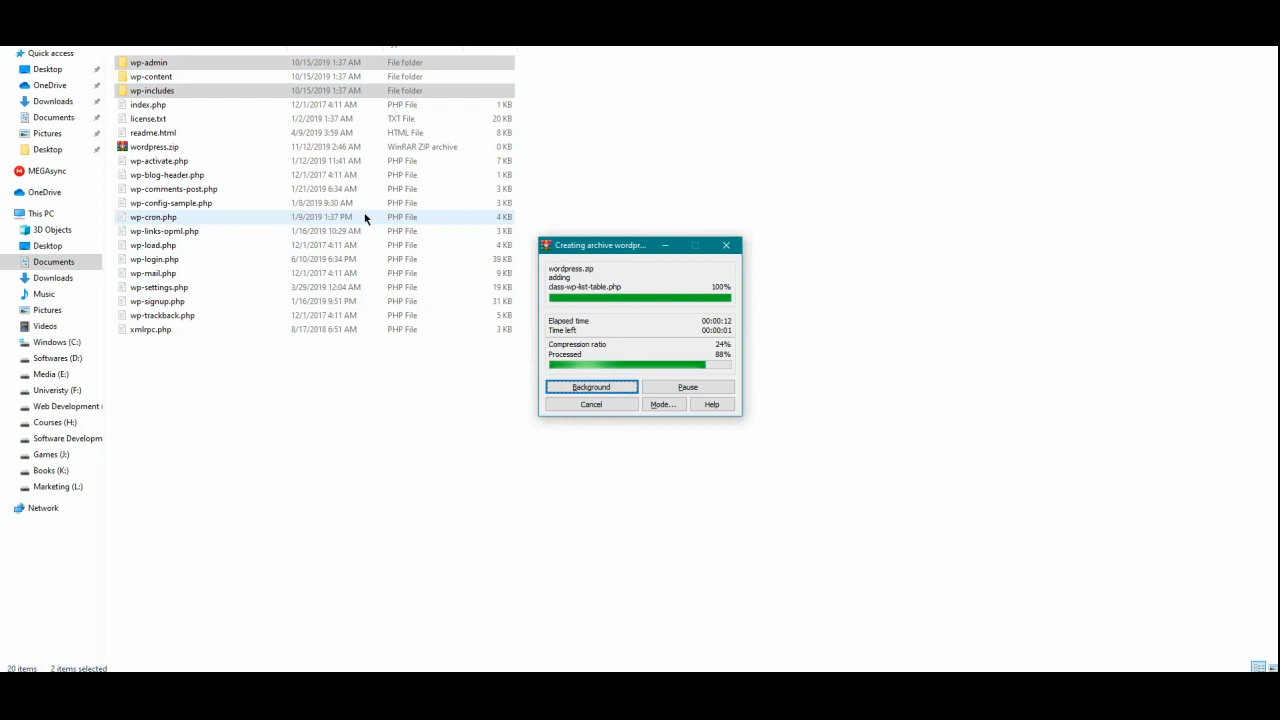 Quick access
Desktop
OneDrive
Downloads
Documents
Pictures
Desktop
MEGAsync
OneDrive
This PC
3D Objects
Desktop
Documents
Downloads
Music
Pictures
Videos
Windows (C:)
Softwares (D:)
Media (E:)
Univeristy (F:)
Web Development
Courses (H:)
Software Developm
Games (J:)
Books (K:)
Marketing (L:)
Network
wp-admin 10/15/2019 1:37 AM File folder
wp-content 10/15/2019 1:37 AM File folder
wp-includes 10/15/2019 1:37 AM File folder
index.php 12/1/2017 4:11 AM PHP File 1 KB
license.txt 1/2/2019 1:37 AM TXT File 20 KB
readme.html 4/9/2019 3:59 AM HTML File 8 KB
wordpress.zip 11/12/2019 2:46 AM WinRAR ZIP archive 0 KB
wp-activate.php 1/12/2019 11:41 AM PHP File 7 KB
wp-blog-header.php 12/1/2017 4:11 AM PHP File 1 KB
wp-comments-post.php 1/21/2019 6:34 AM PHP File 3 KB
wp-config-sample.php 1/8/2019 9:30 AM PHP File 3 KB
wp-cron.php 1/9/2019 1:37 PM PHP File 4 KB
wp-links-opml.php 1/16/2019 10:29 AM PHP File 3 KB
wp-load.php 12/1/2017 4:11 AM PHP File 4 KB
wp-login.php 6/10/2019 6:34 PM PHP File 39 KB
wp-mail.php 12/1/2017 4:11 AM PHP File 9 KB
wp-settings.php 3/29/2019 12:04 AM PHP File 19 KB
wp-signup.php 1/16/2019 9:51 PM PHP File 31 KB
wp-trackback.php 12/1/2017 4:11 AM PHP File 5 KB
xmlrpc.php 8/17/2018 6:51 AM PHP File 3 KB
Creating archive wordpr...
wordpress.zip
adding
class-wp-list-table.php 100%
Elapsed time 00:00:12
Time left 00:00:01
Compression ratio 24%
Processed 88%
Background Pause
Cancel Mode... Help
20 items 2 items selected